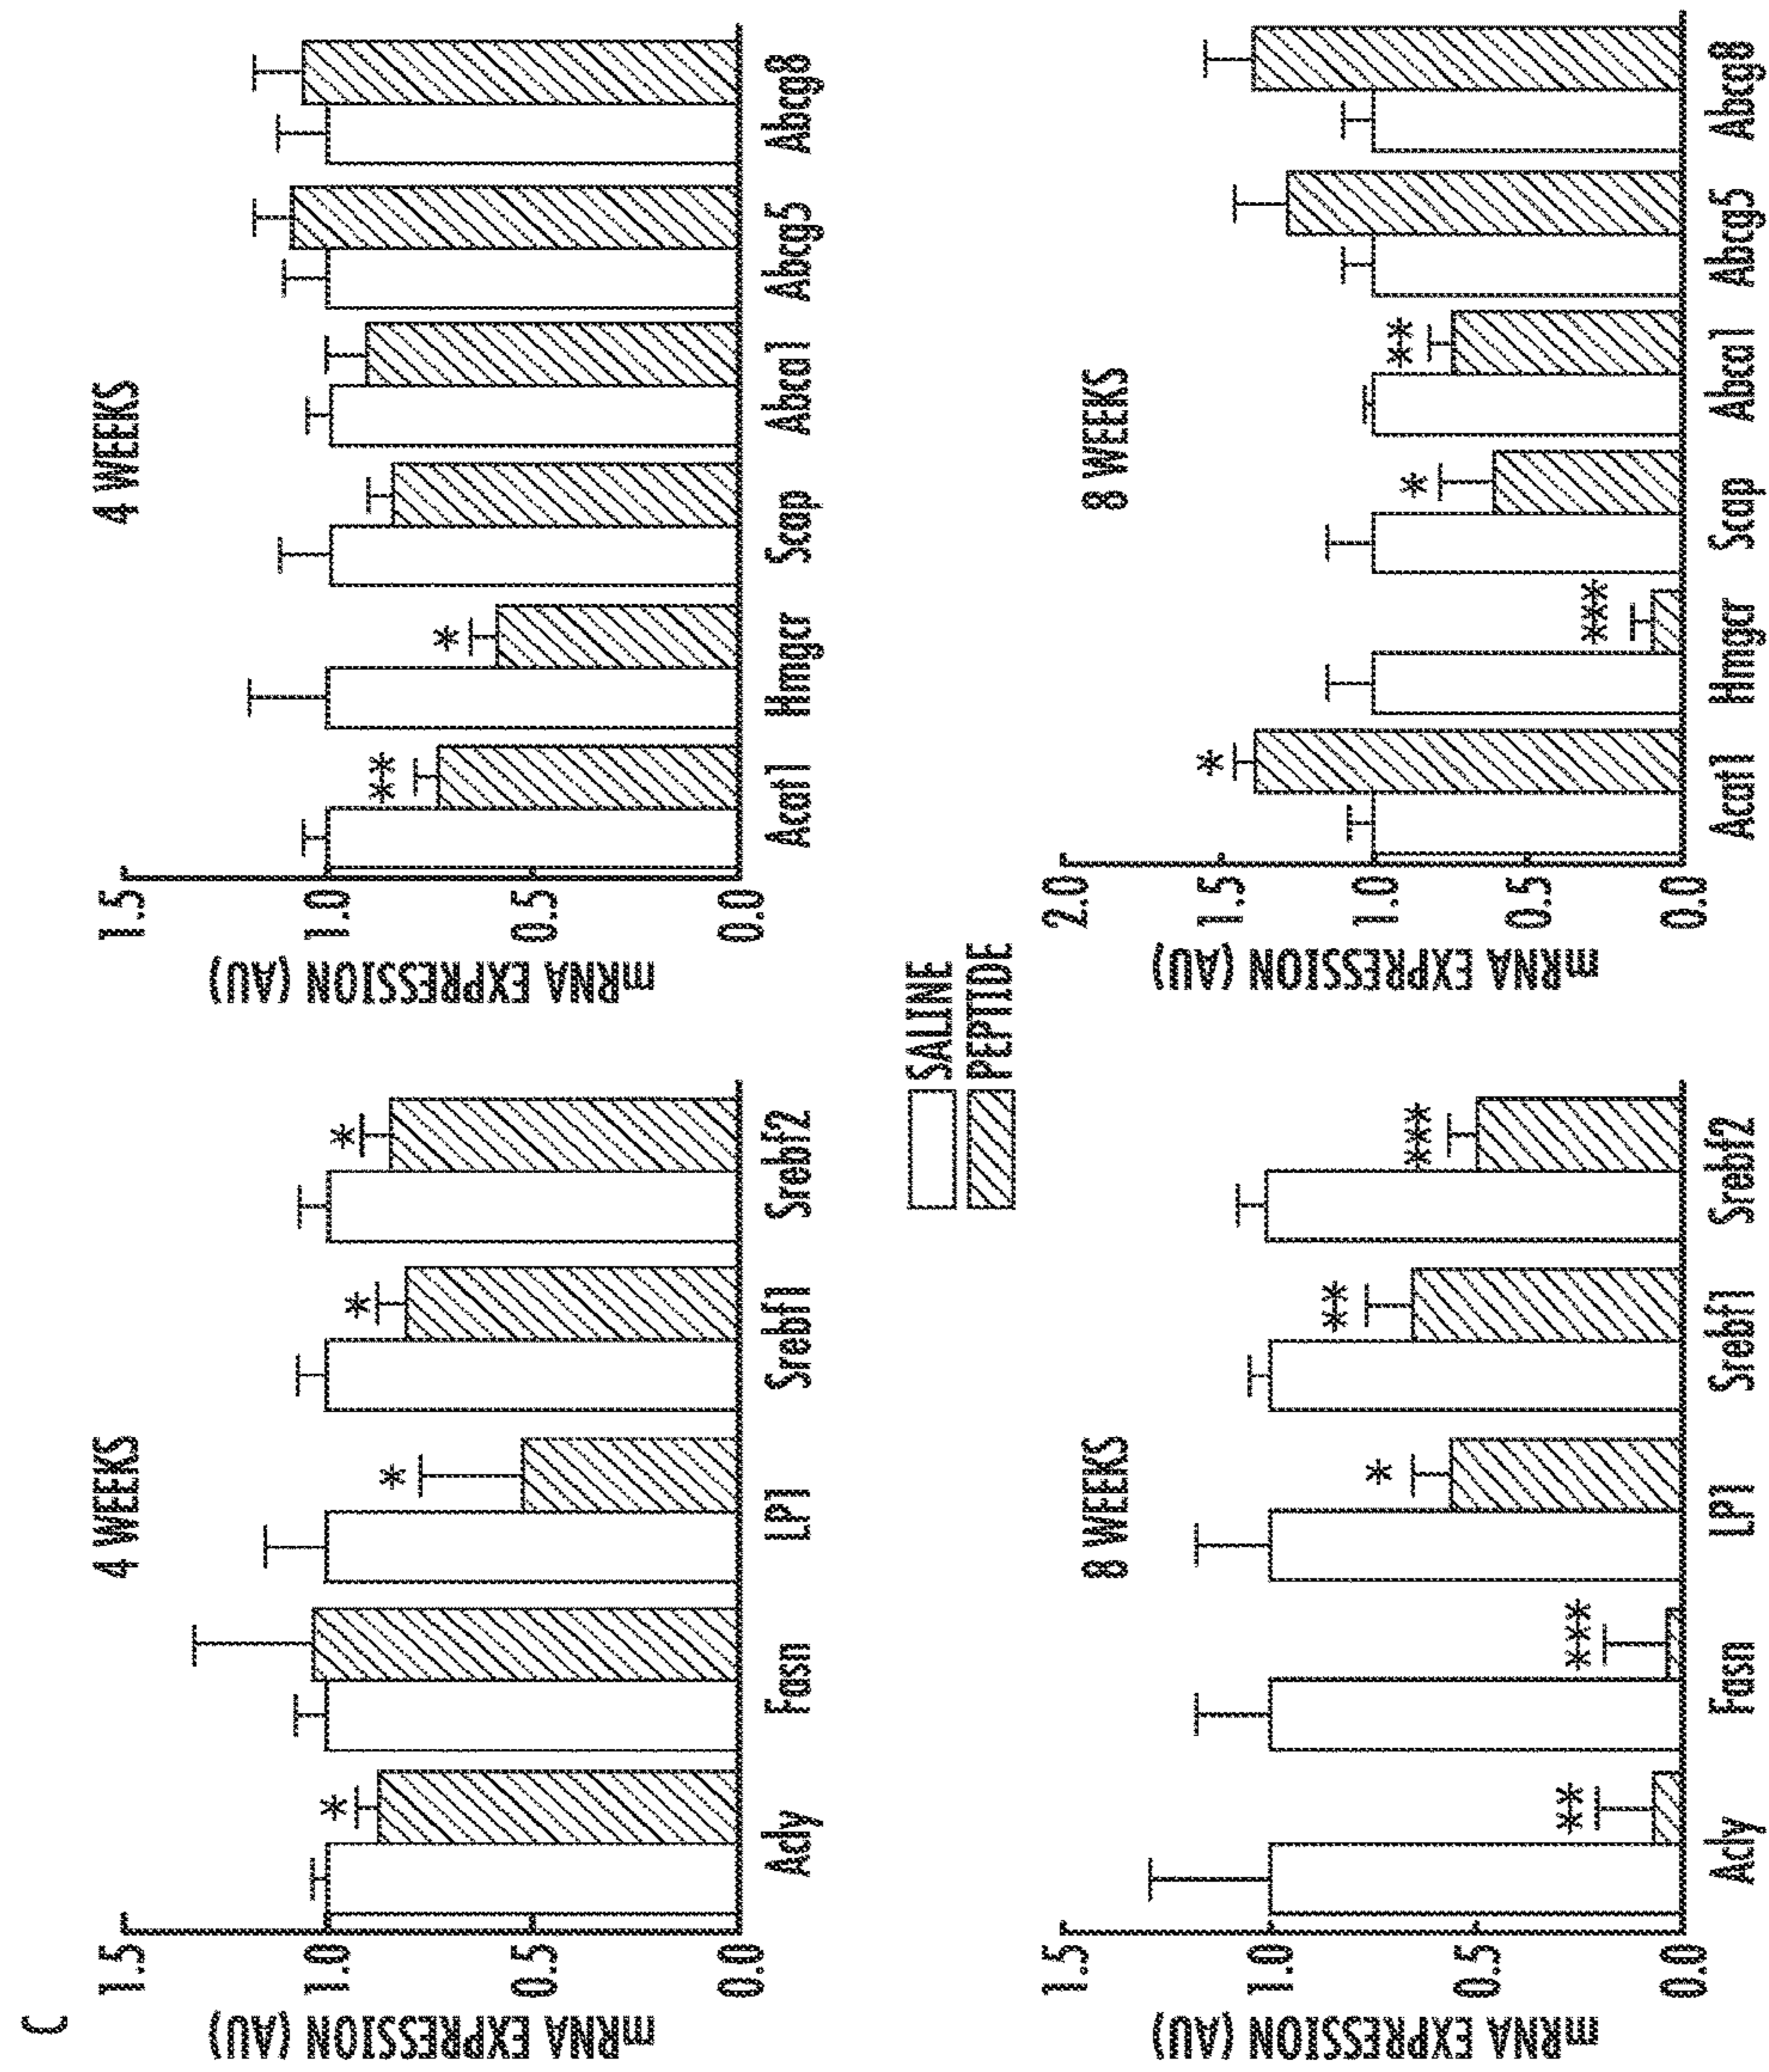 C
4 WEEKS
mRNA EXPRESSION (AU)
1.5
1.0
0.5
0.0
*
*
*
*
Acly
Fasn
LP1
Srebf1
Srebf2
4 WEEKS
mRNA EXPRESSION (AU)
1.5
1.0
0.5
0.0
**
*
Acat1
Hmgcr
Scap
Abca1
Abcg5
Abcg8
SALINE
PEPTIDE
8 WEEKS
mRNA EXPRESSION (AU)
1.5
1.0
0.5
0.0
**
***
*
**
***
Acly
Fasn
LP1
Srebf1
Srebf2
8 WEEKS
mRNA EXPRESSION (AU)
2.0
1.5
1.0
0.5
0.0
*
***
*
**
Acat1
Hmgcr
Scap
Abca1
Abcg5
Abcg8